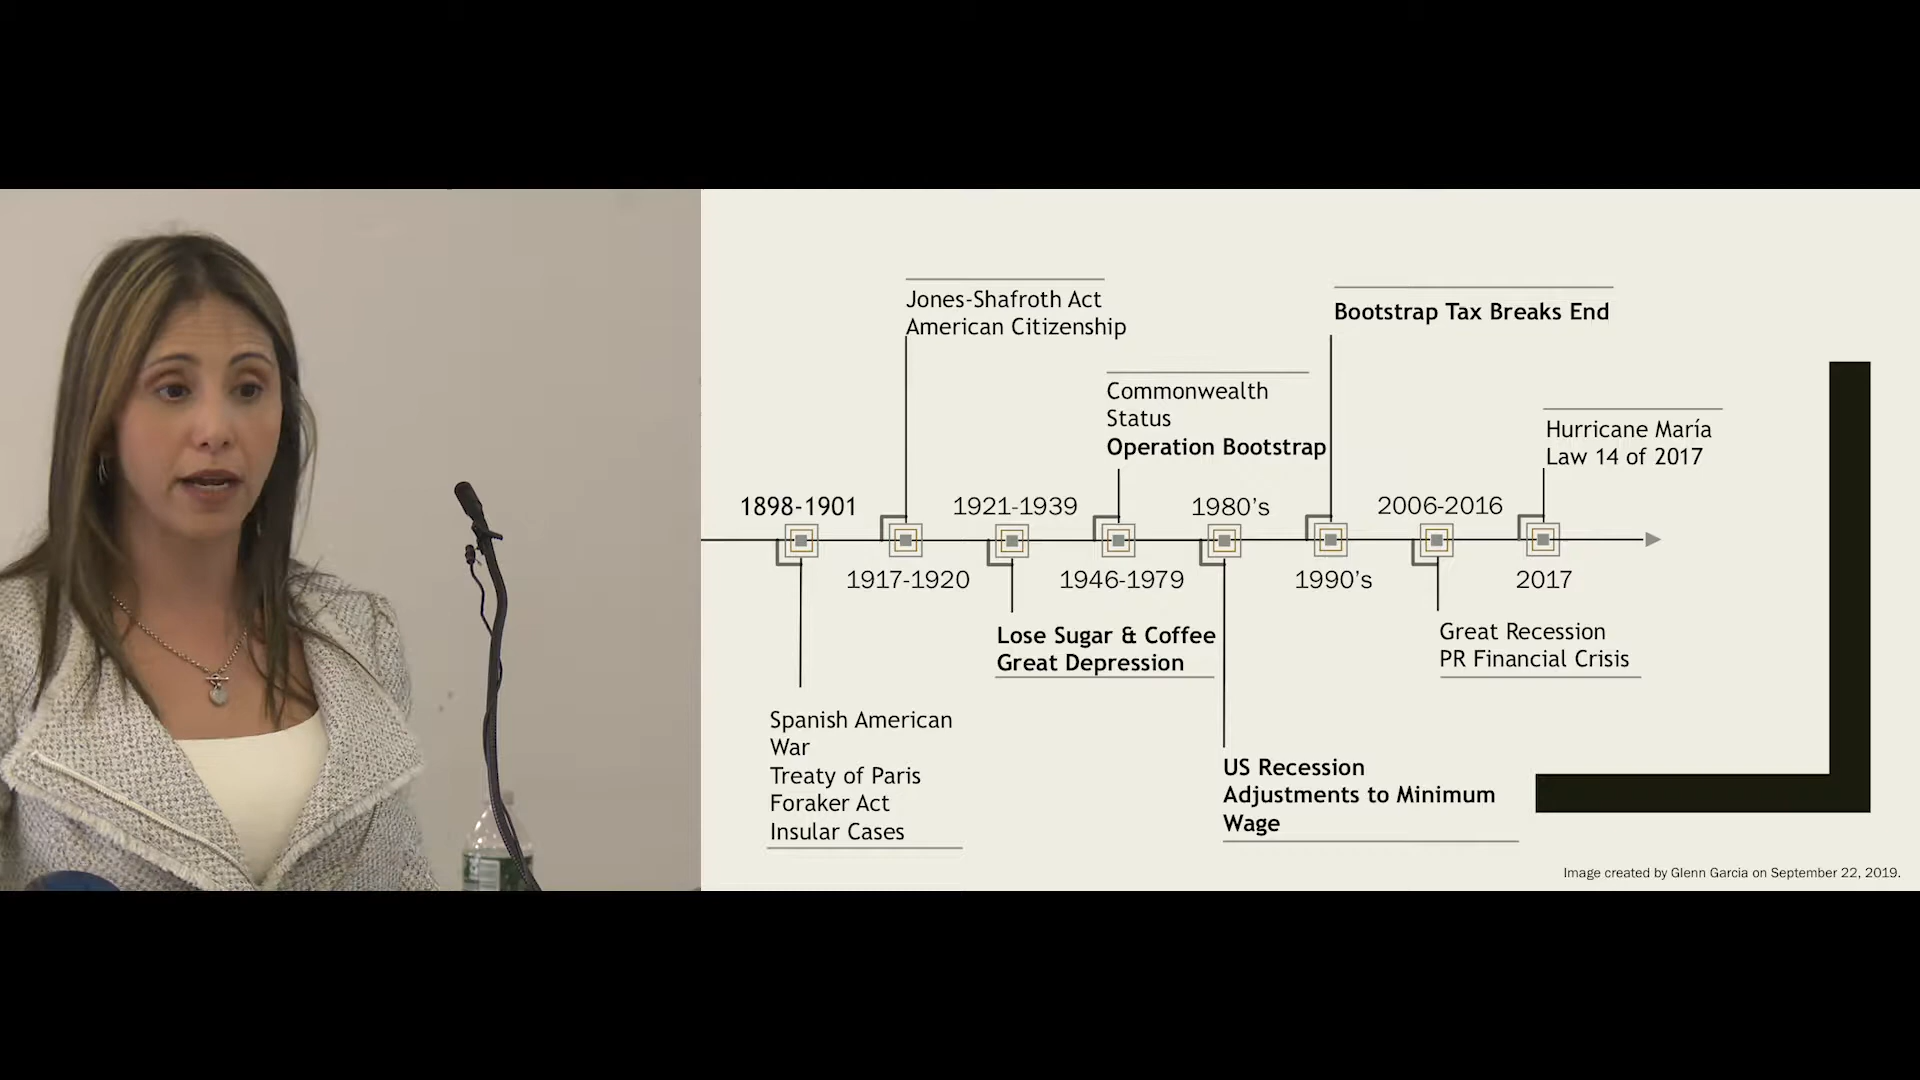 Jones-Shafroth Act
American Citizenship
Bootstrap Tax Breaks End
Commonwealth
Status
Operation Bootstrap
Hurricane María
Law 14 of 2017
1898-1901
1921-1939
1980's
2006-2016
1917-1920
1946-1979
1990's
2017
Lose Sugar & Coffee
Great Depression
Great Recession
PR Financial Crisis
Spanish American
War
Treaty of Paris
Foraker Act
Insular Cases
US Recession
Adjustments to Minimum
Wage
Image created by Glenn Garcia on September 22, 2019.